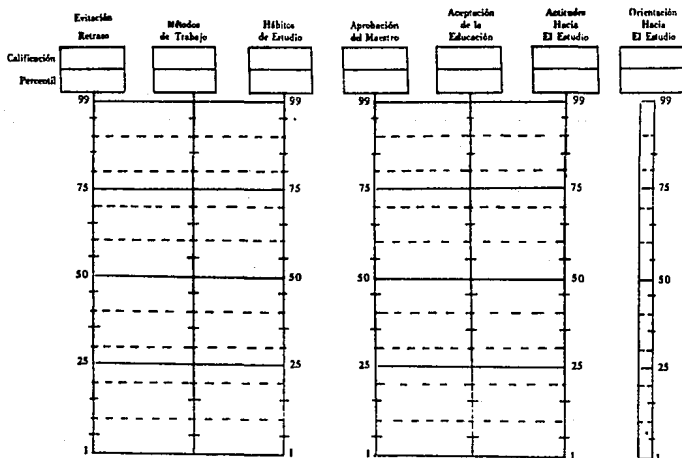 Evitación
Retraso
Métodos
de Trabajo
Hábitos
de Estudio
Aprobación
del Maestro
Aceptación
de la
Educación
Actitudes
Hacia
El Estudio
Orientación
Hacia
El Estudio
Calificación
Percentil
99 99 99 99 99
75 75 75 75 75
50 50 50 50 50
25 25 25 25 25
1 1 1 1 1